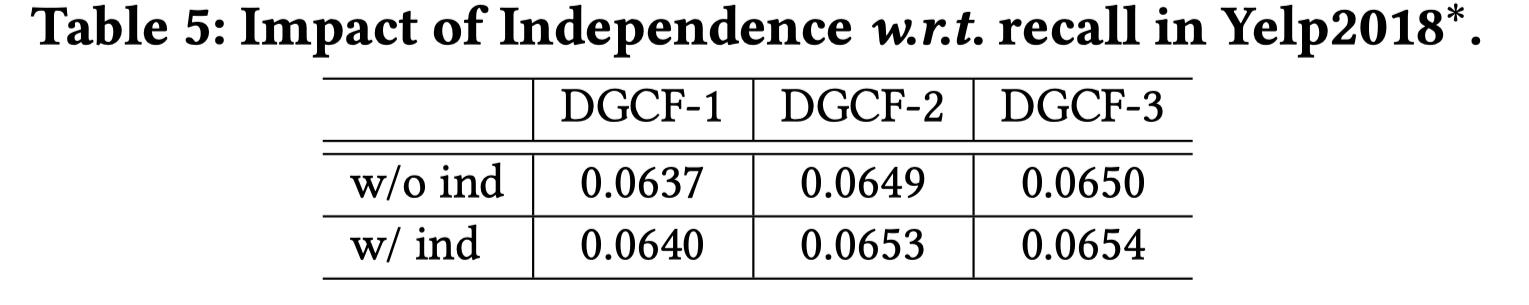 Table 5: Impact of Independence w.r.t. recall in Yelp2018*.
DGCF-1 DGCF-2 DGCF-3
w/o ind 0.0637 0.0649 0.0650
w/ ind 0.0640 0.0653 0.0654